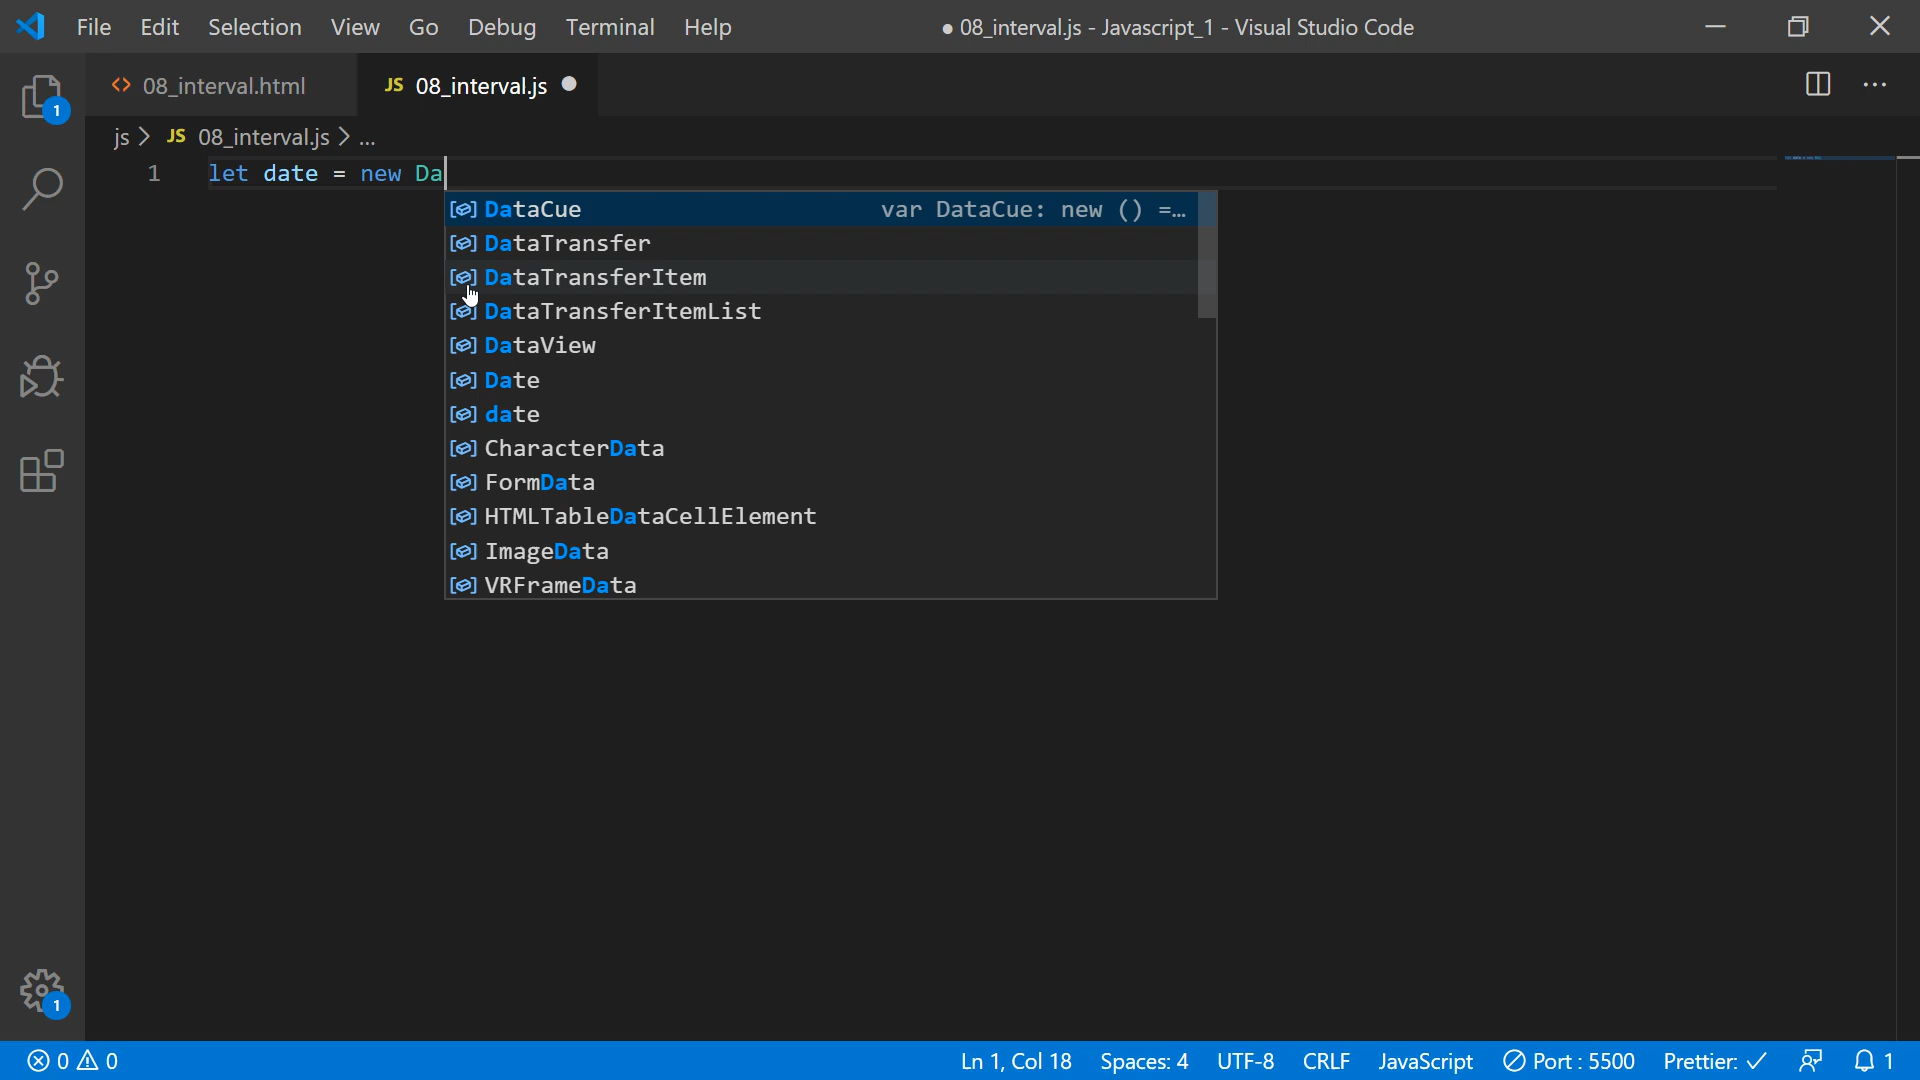 File Edit Selection View Go Debug Terminal Help ● 08_interval.js - Javascript_1 - Visual Studio Code
<> 08_interval.html JS 08_interval.js ●
1
js > JS 08_interval.js > ...
1 let date = new Da
DataCue var DataCue: new () =…
DataTransfer
DataTransferItem
DataTransferItemList
DataView
Date
date
CharacterData
FormData
HTMLTableDataCellElement
ImageData
VRFrameData
1
0 0 Ln 1, Col 18 Spaces: 4 UTF-8 CRLF JavaScript Port : 5500 Prettier: ✓ 1